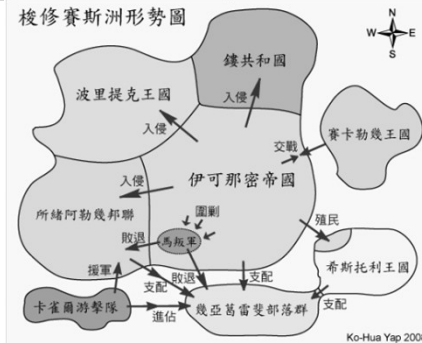 梭修賽斯洲形勢圖
N
W
E
S
鏤共和國
波里提克王國
入侵
入侵
賽卡勒幾王國
交戰
伊可那密帝國
入侵
所緒阿勒幾邦聯
圍剿
殖民
敗退
馬叛軍
希斯托利王國
援軍
支配
敗退
支配
支配
卡雀爾游擊隊
進佔
幾亞葛雷斐部落群
Ko-Hua Yap 2008